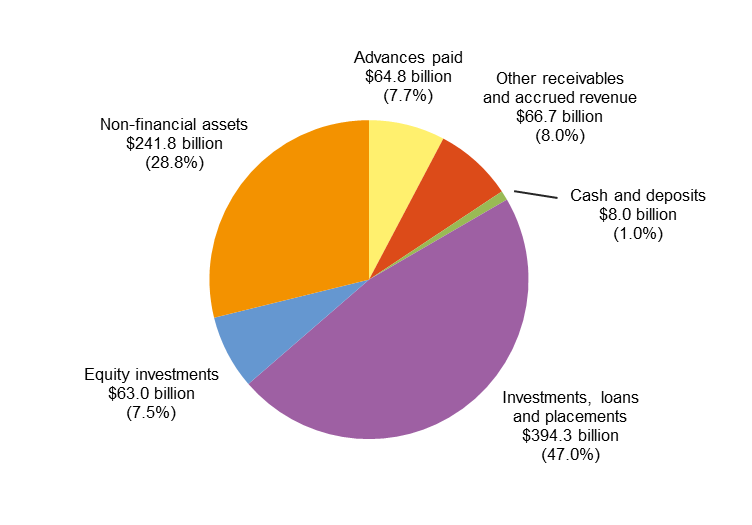 Advances paid
$64.8 billion
(7.7%)
Other receivables
and accrued revenue
$66.7 billion
(8.0%)
Cash and deposits
$8.0 billion
(1.0%)
Investments, loans
and placements
$394.3 billion
(47.0%)
Equity investments
$63.0 billion
(7.5%)
Non-financial assets
$241.8 billion
(28.8%)